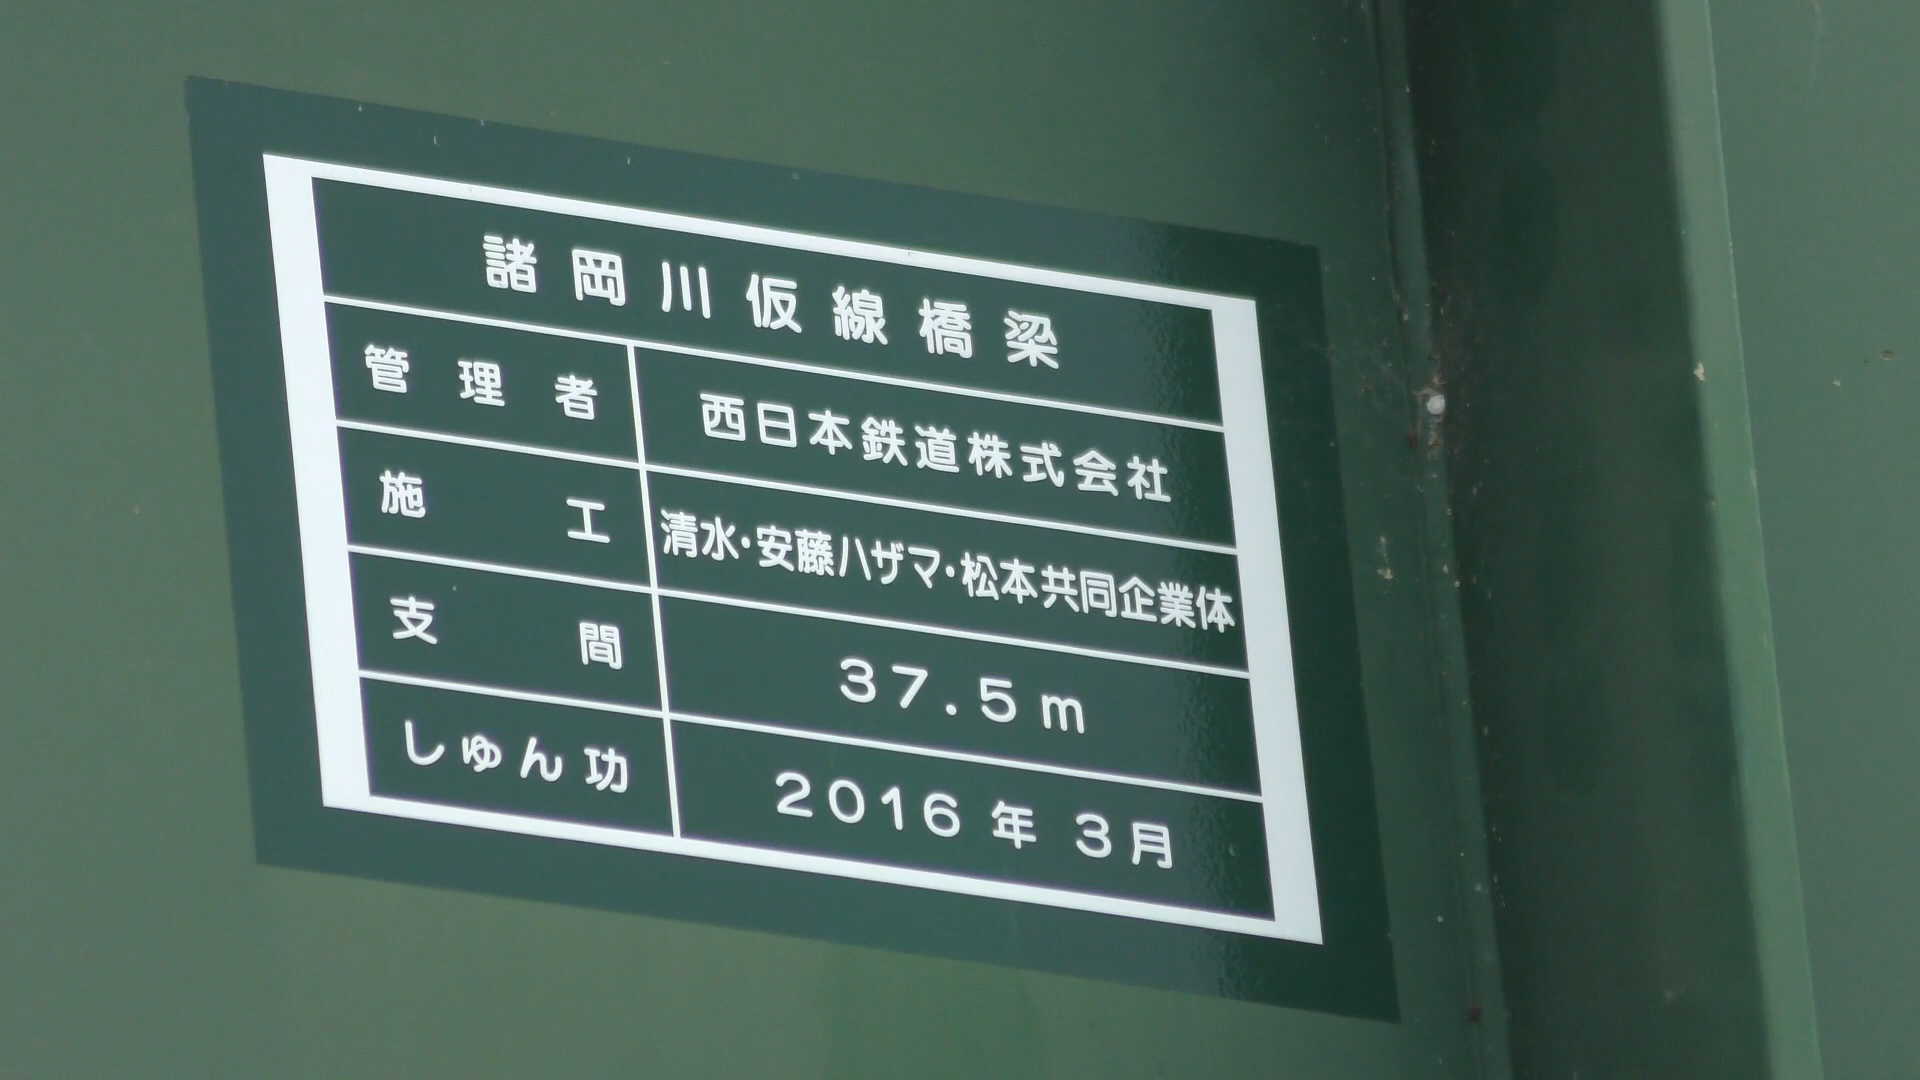 諸岡川仮線橋梁
管理者 西日本鉄道株式会社
施工 清水・安藤ハザマ・松本共同企業体
支間 37.5m
しゅん功 2016年3月